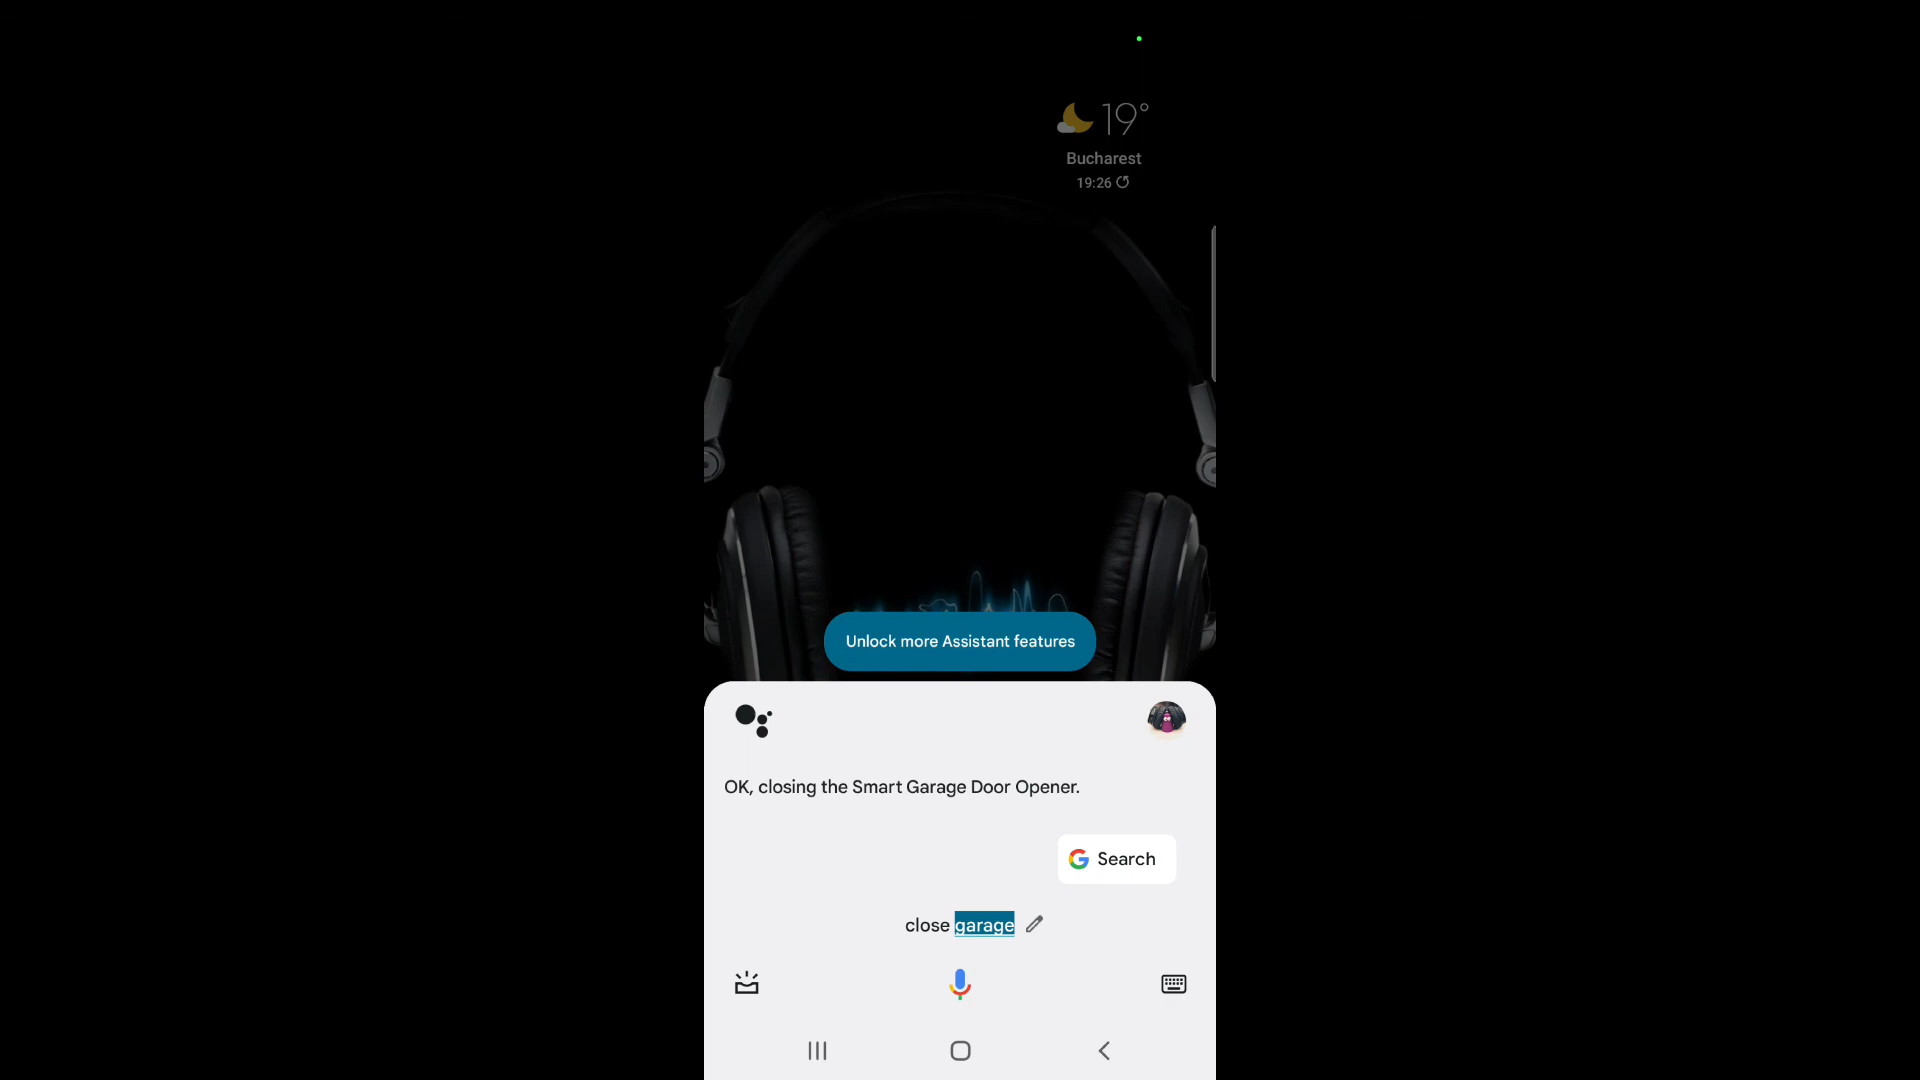 19°
Bucharest
19:26
Unlock more Assistant features
OK, closing the Smart Garage Door Opener.
Search
close garage